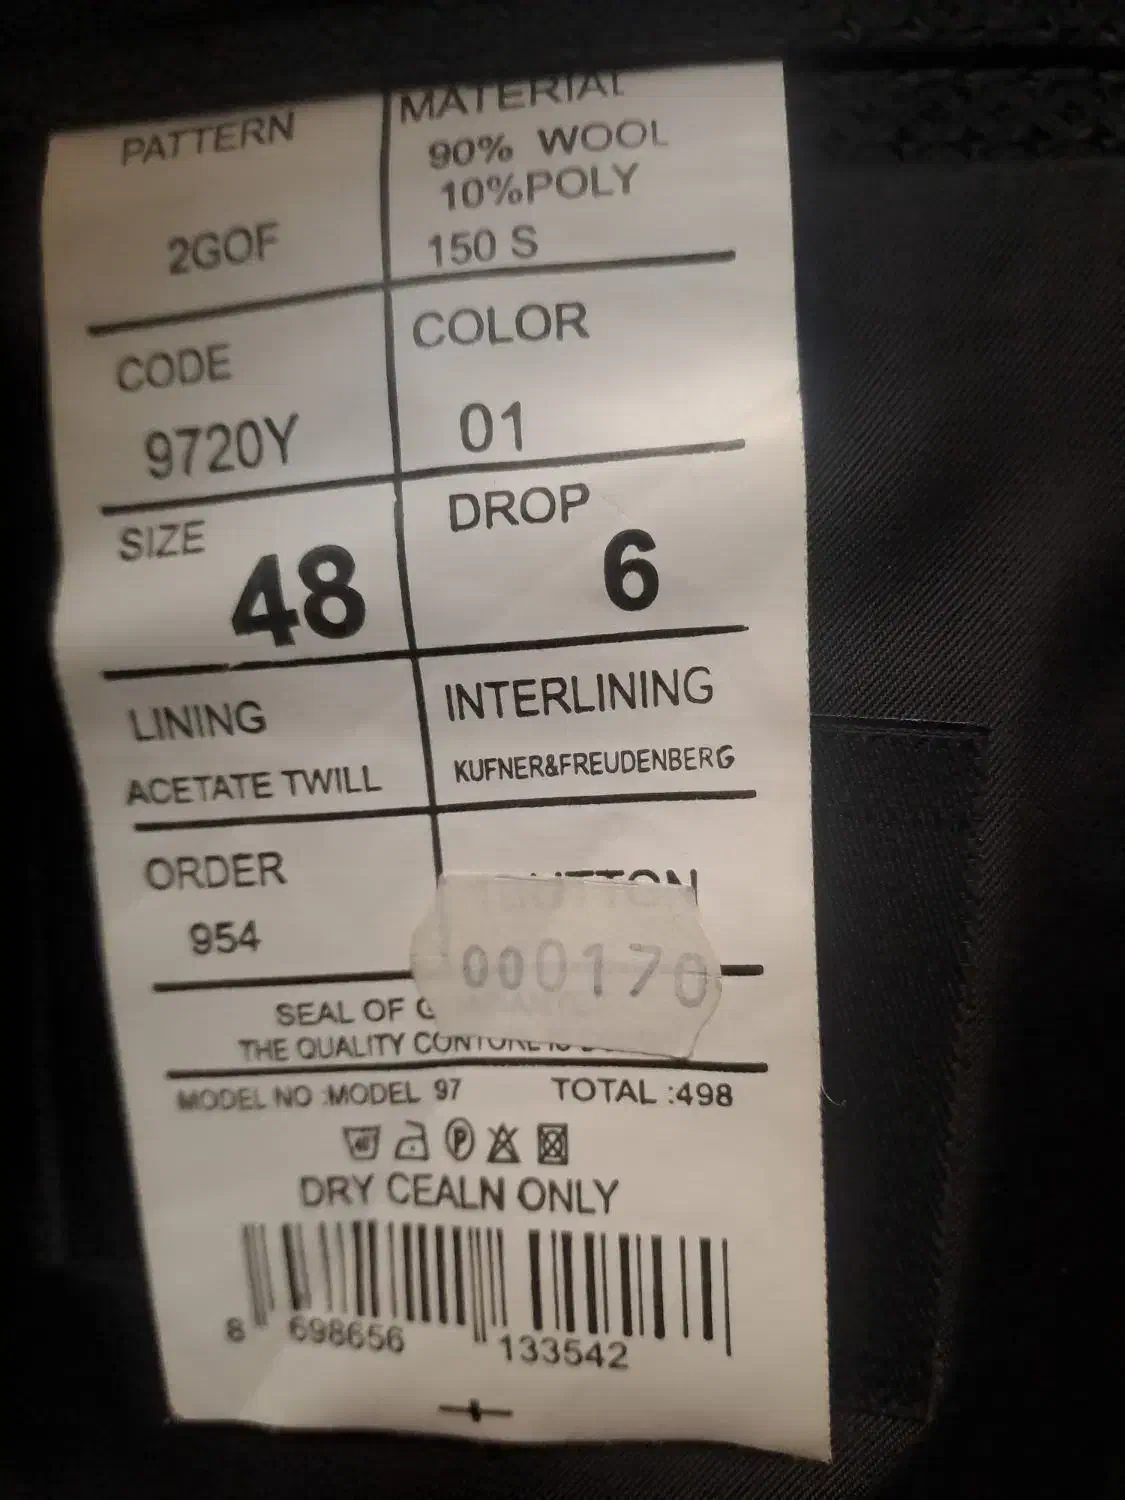 PATTERN
2GOF
MATERIAL
90% WOOL
10%POLY
150 S
CODE
9720Y
COLOR
01
SIZE
48
DROP
6
LINING
ACETATE TWILL
INTERLINING
KUFNER&FREUDENBERG
ORDER
954
000170
SEAL OF
THE QUALITY
MODEL NO :MODEL 97
TOTAL :498
DRY CEALN ONLY
8 698656 133542